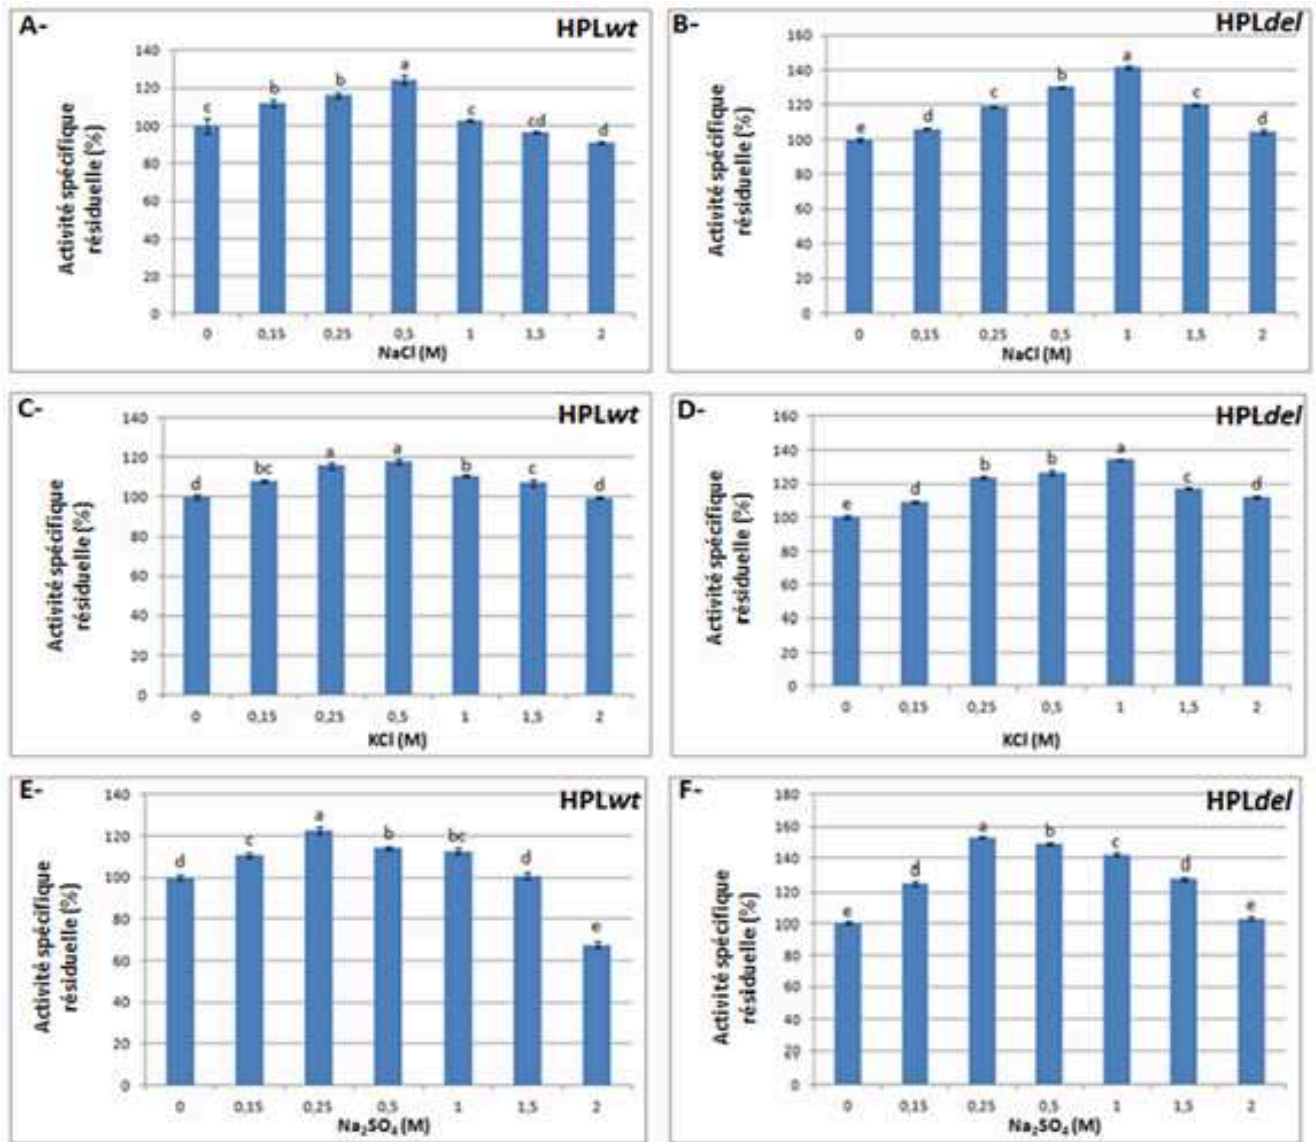 A-
HPLwt
Activité spécifique
résiduelle (%)
140
120
100
80
60
40
20
0
c
b
b
a
c
cd
d
0 0,15 0,25 0,5 1 1,5 2
NaCl (M)
B-
HPLdel
Activité spécifique
résiduelle (%)
160
140
120
100
80
60
40
20
0
e
d
c
b
a
c
d
0 0,15 0,25 0,5 1 1,5 2
NaCl (M)
C-
HPLwt
Activité spécifique
résiduelle (%)
140
120
100
80
60
40
20
0
d
bc
a
a
b
c
d
0 0,15 0,25 0,5 1 1,5 2
KCl (M)
D-
HPLdel
Activité spécifique
résiduelle (%)
160
140
120
100
80
60
40
20
0
e
d
b
b
a
c
d
0 0,15 0,25 0,5 1 1,5 2
KCl (M)
E-
HPLwt
Activité spécifique
résiduelle (%)
140
120
100
80
60
40
20
0
d
c
a
b
bc
d
e
0 0,15 0,25 0,5 1 1,5 2
Na₂SO₄ (M)
F-
HPLdel
Activité spécifique
résiduelle (%)
180
160
140
120
100
80
60
40
20
0
e
d
a
b
c
d
e
0 0,15 0,25 0,5 1 1,5 2
Na₂SO₄ (M)